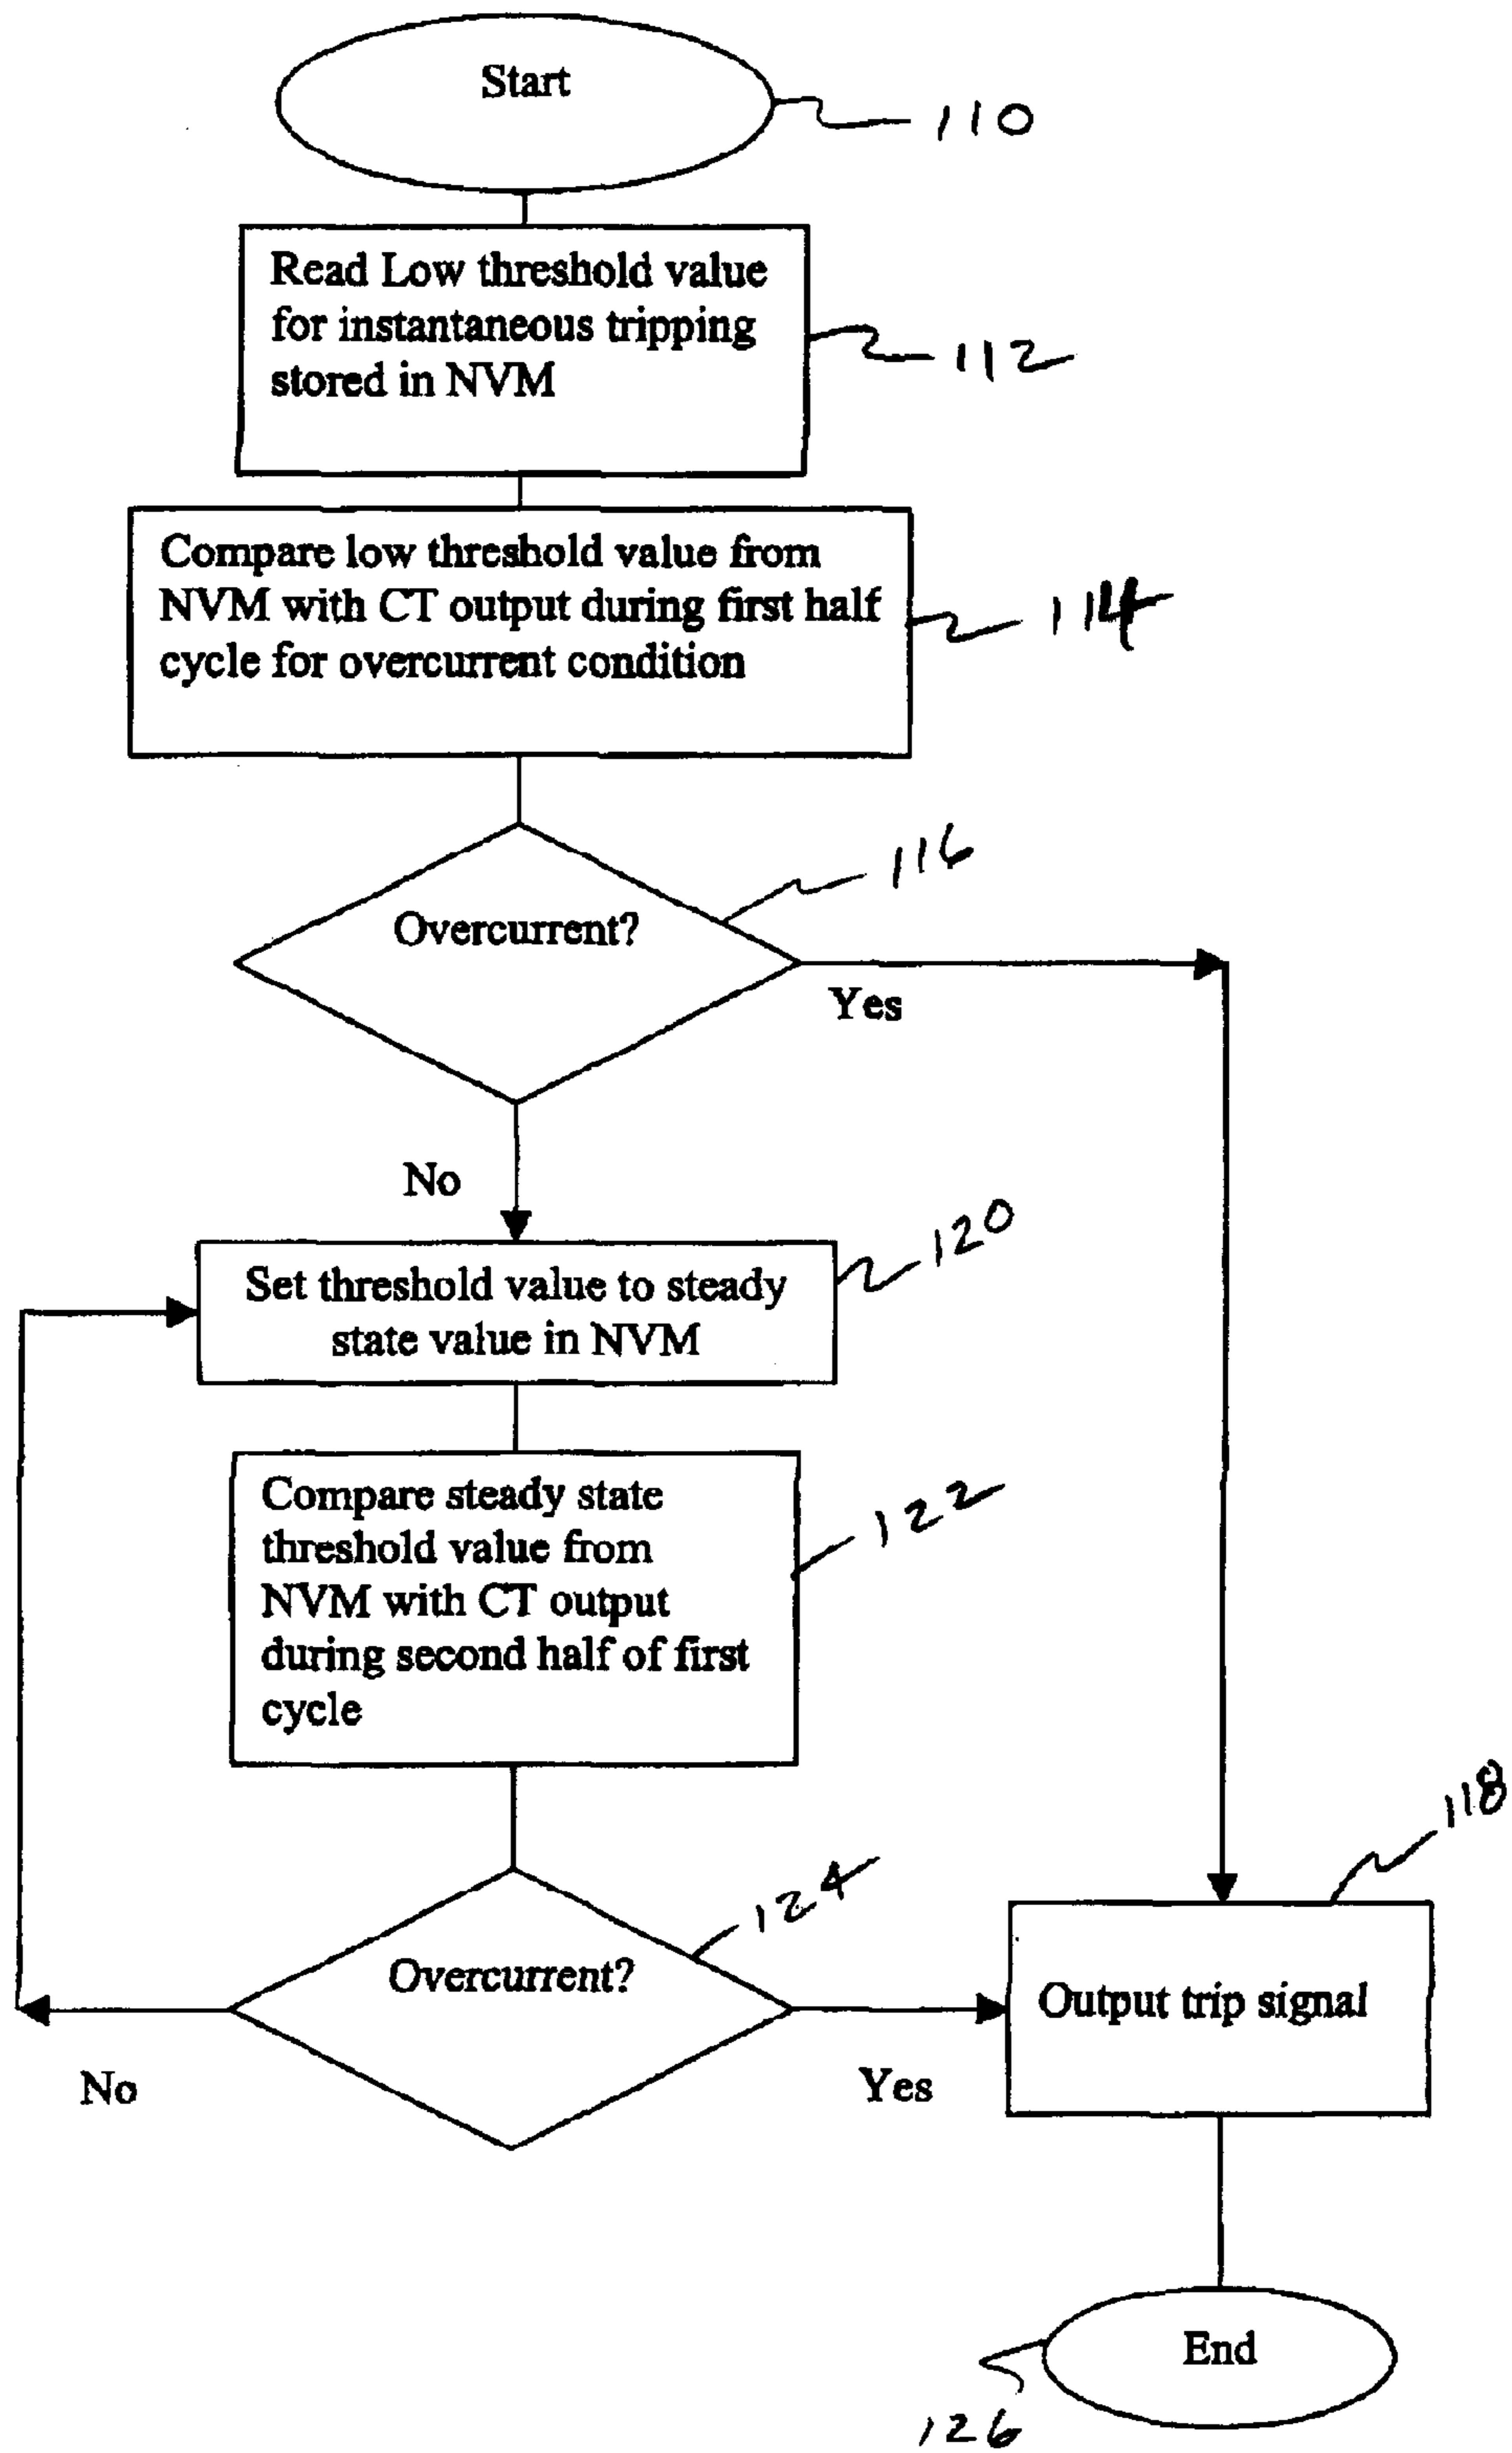 Start
110
Read Low threshold value
for instantaneous tripping
stored in NVM
112
Compare low threshold value from
NVM with CT output during first half
cycle for overcurrent condition
114
116
Overcurrent?
Yes
No
120
Set threshold value to steady
state value in NVM
Compare steady state
threshold value from
NVM with CT output
during second half of first
cycle
122
118
124
Overcurrent?
Output trip signal
No
Yes
End
126